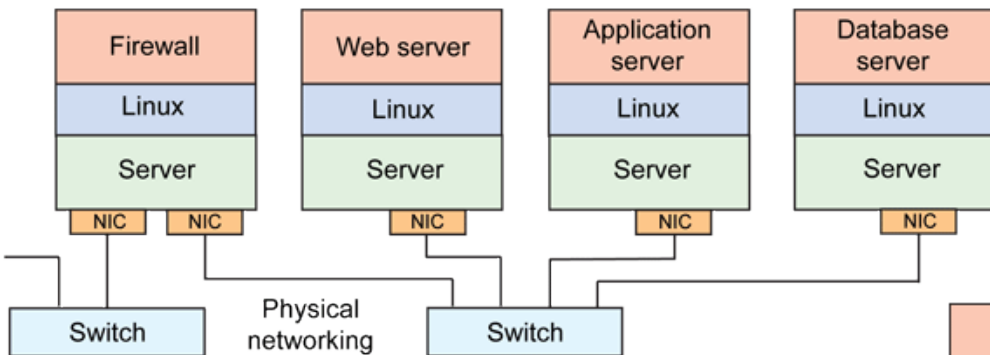 Firewall
Web server
Application
server
Database
server
Linux
Linux
Linux
Linux
Server
Server
Server
Server
NIC
NIC
NIC
NIC
NIC
Physical
networking
Switch
Switch